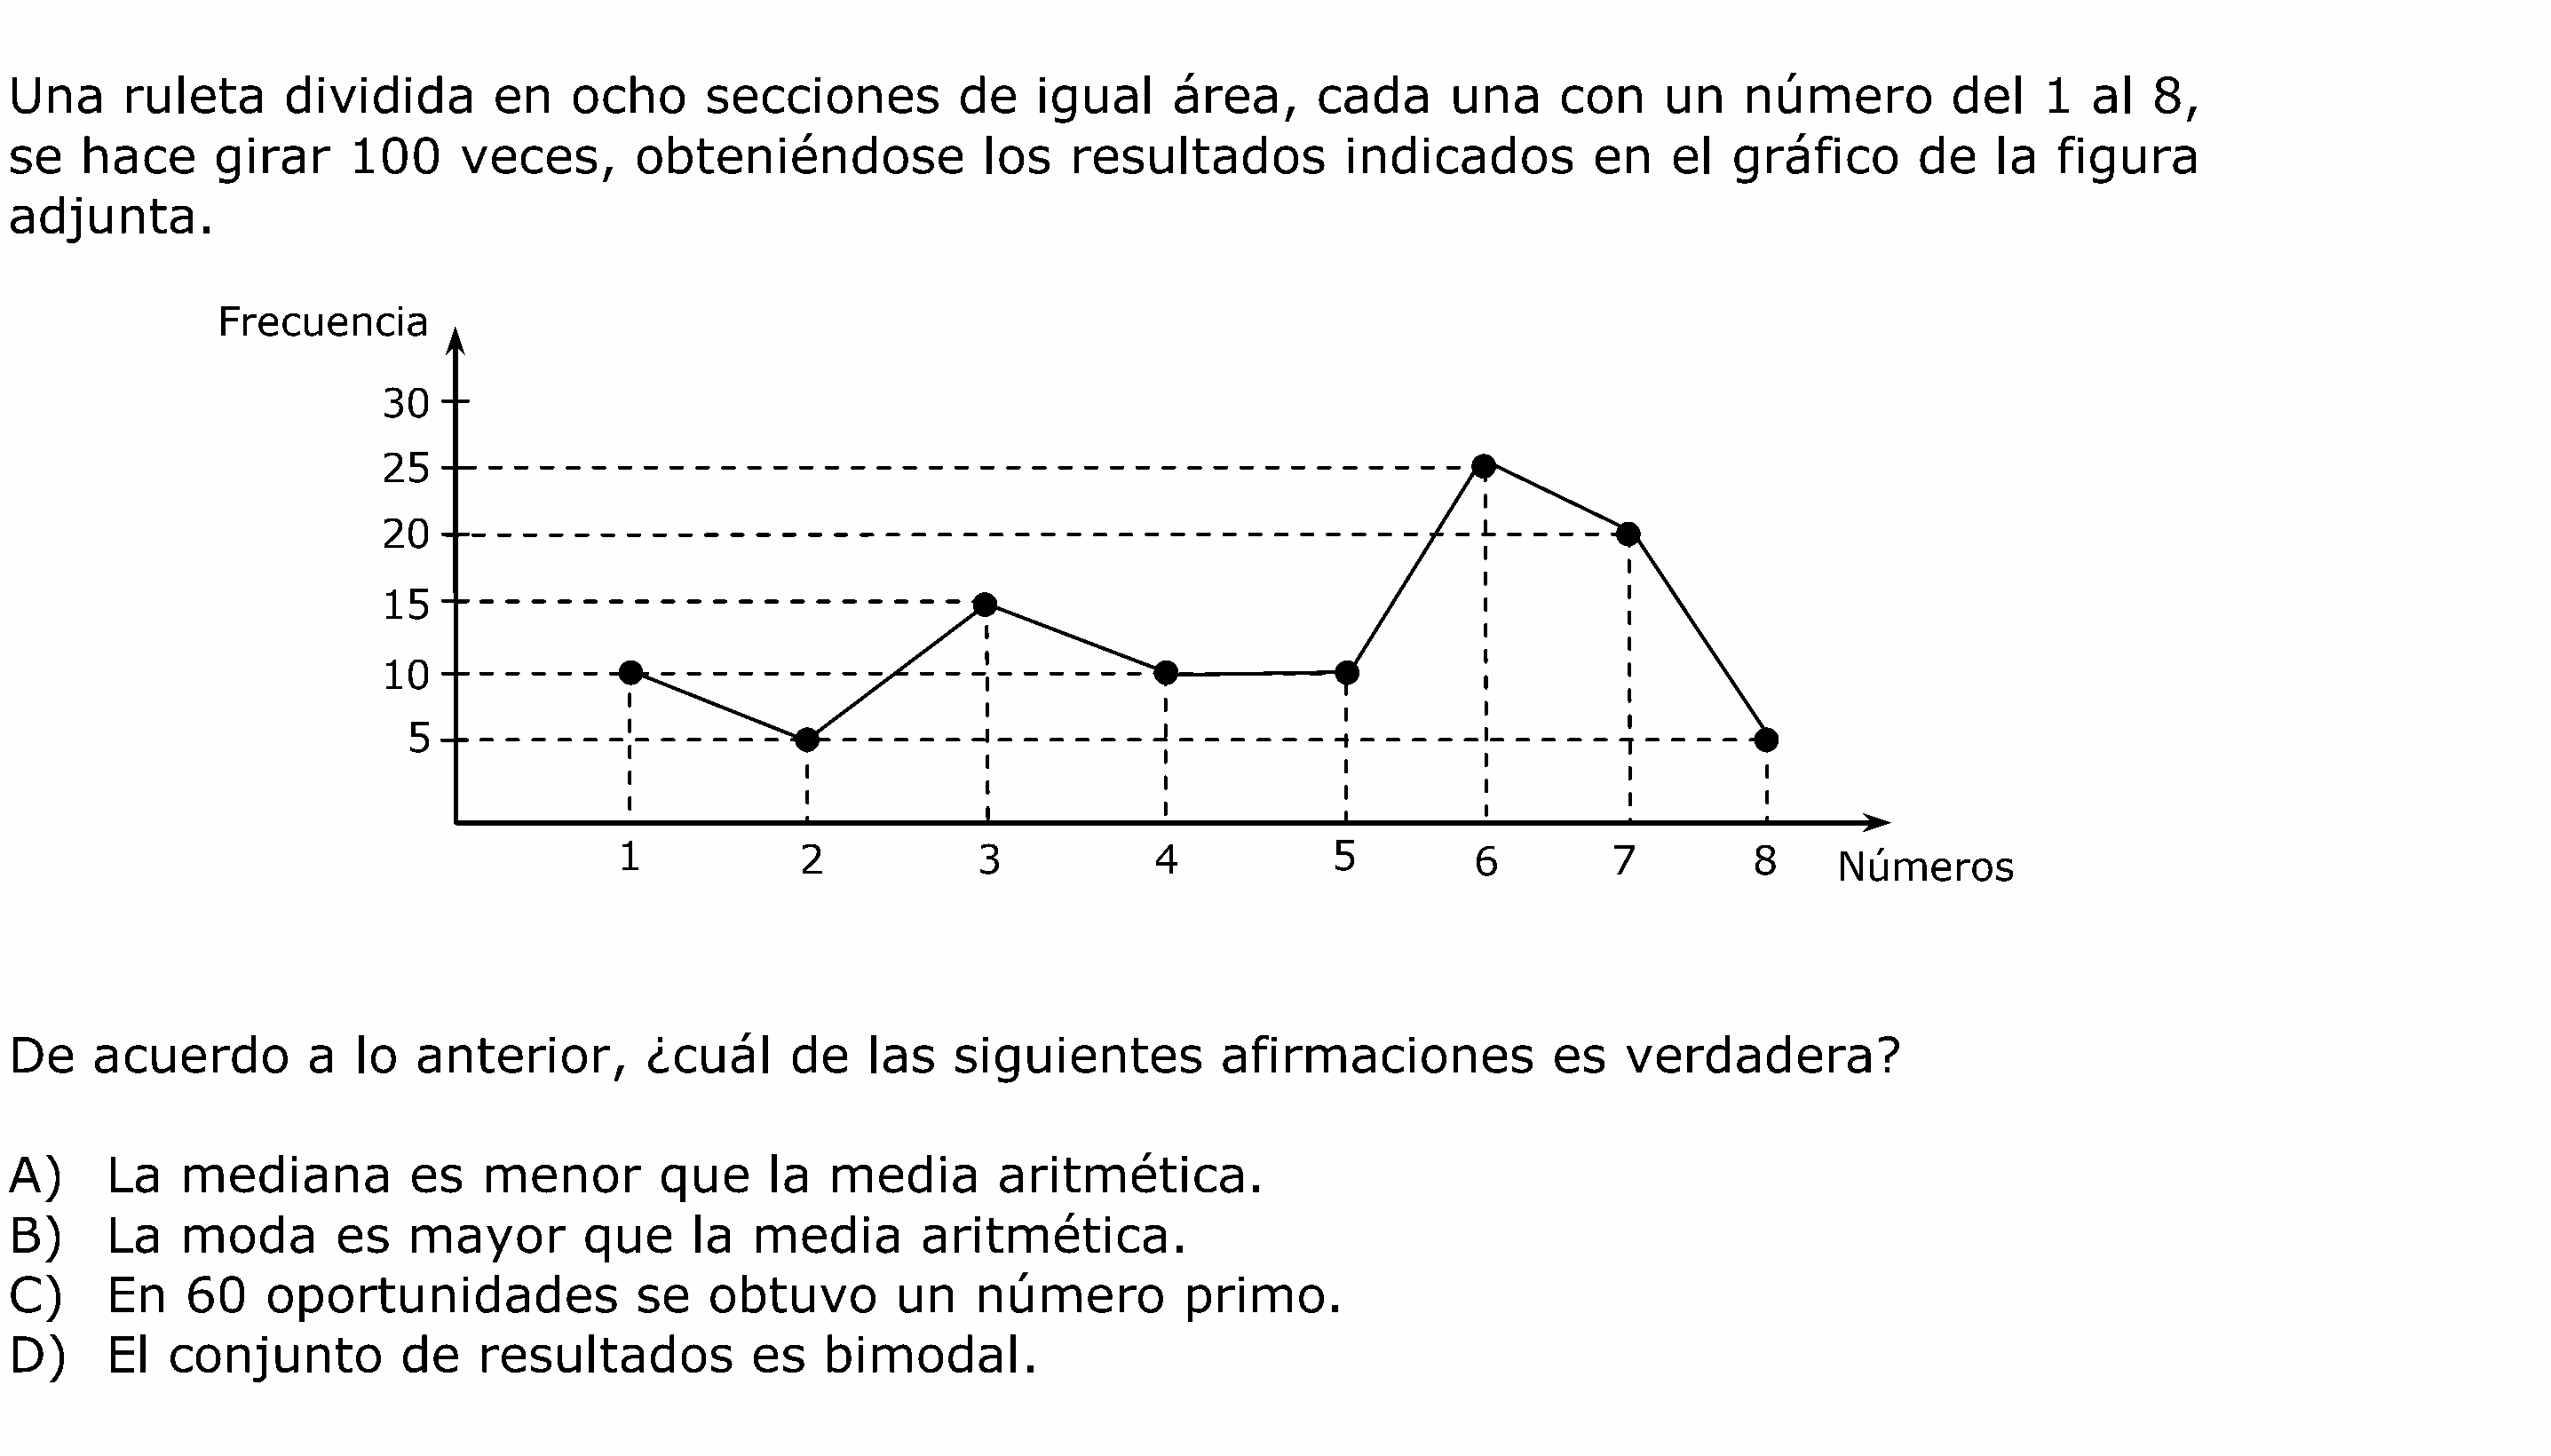 Una ruleta dividida en ocho secciones de igual área, cada una con un número del 1 al 8,
se hace girar 100 veces, obteniéndose los resultados indicados en el gráfico de la figura
adjunta.
Frecuencia
30
25
20
15
10
5
1 2 3 4 5 6 7 8 Números
De acuerdo a lo anterior, ¿cuál de las siguientes afirmaciones es verdadera?
A) La mediana es menor que la media aritmética.
B) La moda es mayor que la media aritmética.
C) En 60 oportunidades se obtuvo un número primo.
D) El conjunto de resultados es bimodal.